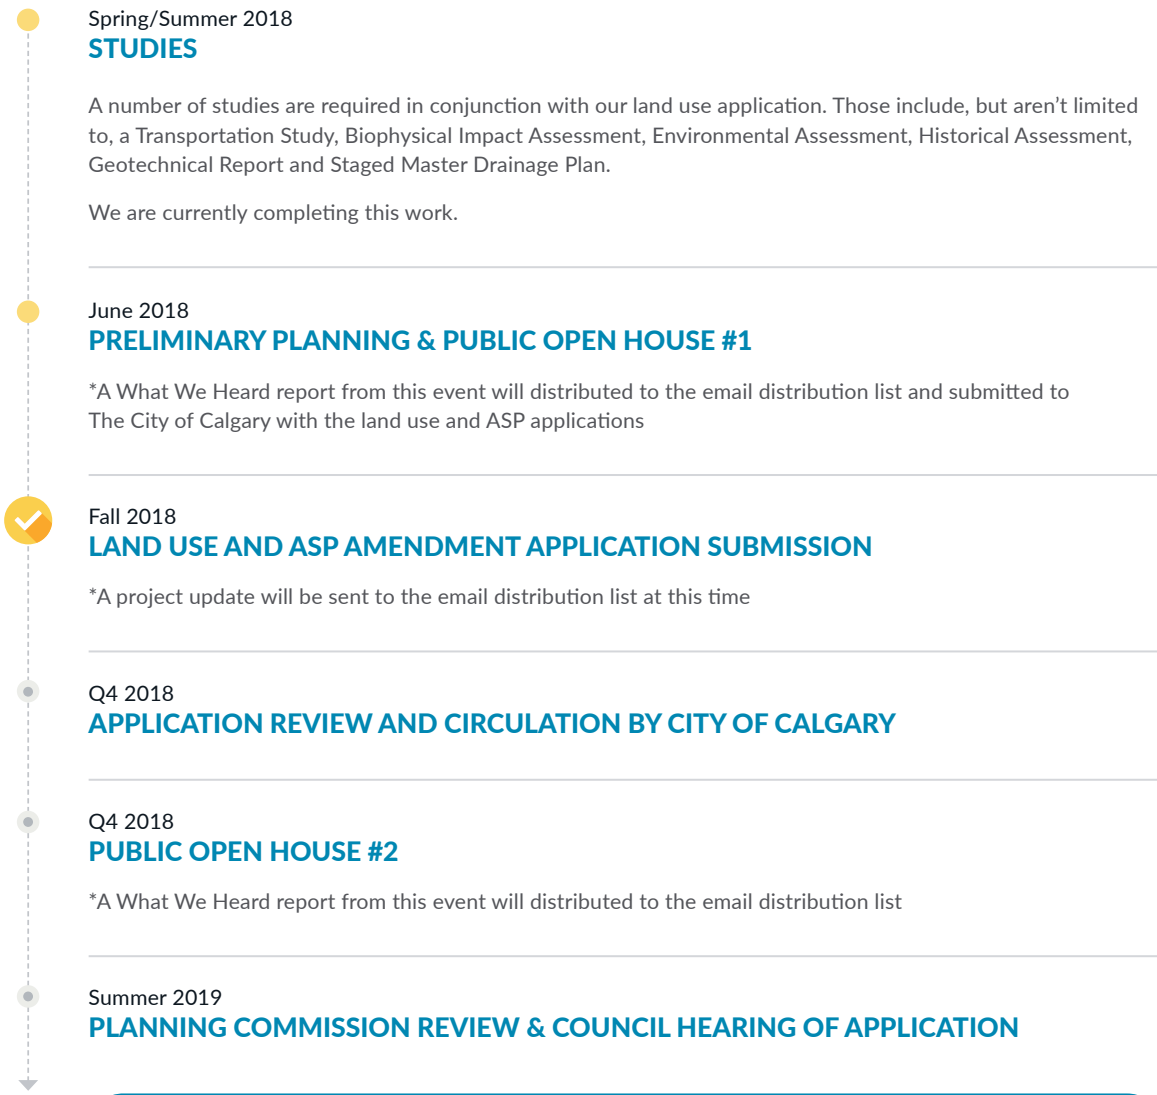 Spring/Summer 2018
STUDIES
A number of studies are required in conjunction with our land use application. Those include, but aren’t limited
to, a Transportation Study, Biophysical Impact Assessment, Environmental Assessment, Historical Assessment,
Geotechnical Report and Staged Master Drainage Plan.
We are currently completing this work.
June 2018
PRELIMINARY PLANNING & PUBLIC OPEN HOUSE #1
*A What We Heard report from this event will distributed to the email distribution list and submitted to
The City of Calgary with the land use and ASP applications
Fall 2018
LAND USE AND ASP AMENDMENT APPLICATION SUBMISSION
*A project update will be sent to the email distribution list at this time
Q4 2018
APPLICATION REVIEW AND CIRCULATION BY CITY OF CALGARY
Q4 2018
PUBLIC OPEN HOUSE #2
*A What We Heard report from this event will distributed to the email distribution list
Summer 2019
PLANNING COMMISSION REVIEW & COUNCIL HEARING OF APPLICATION